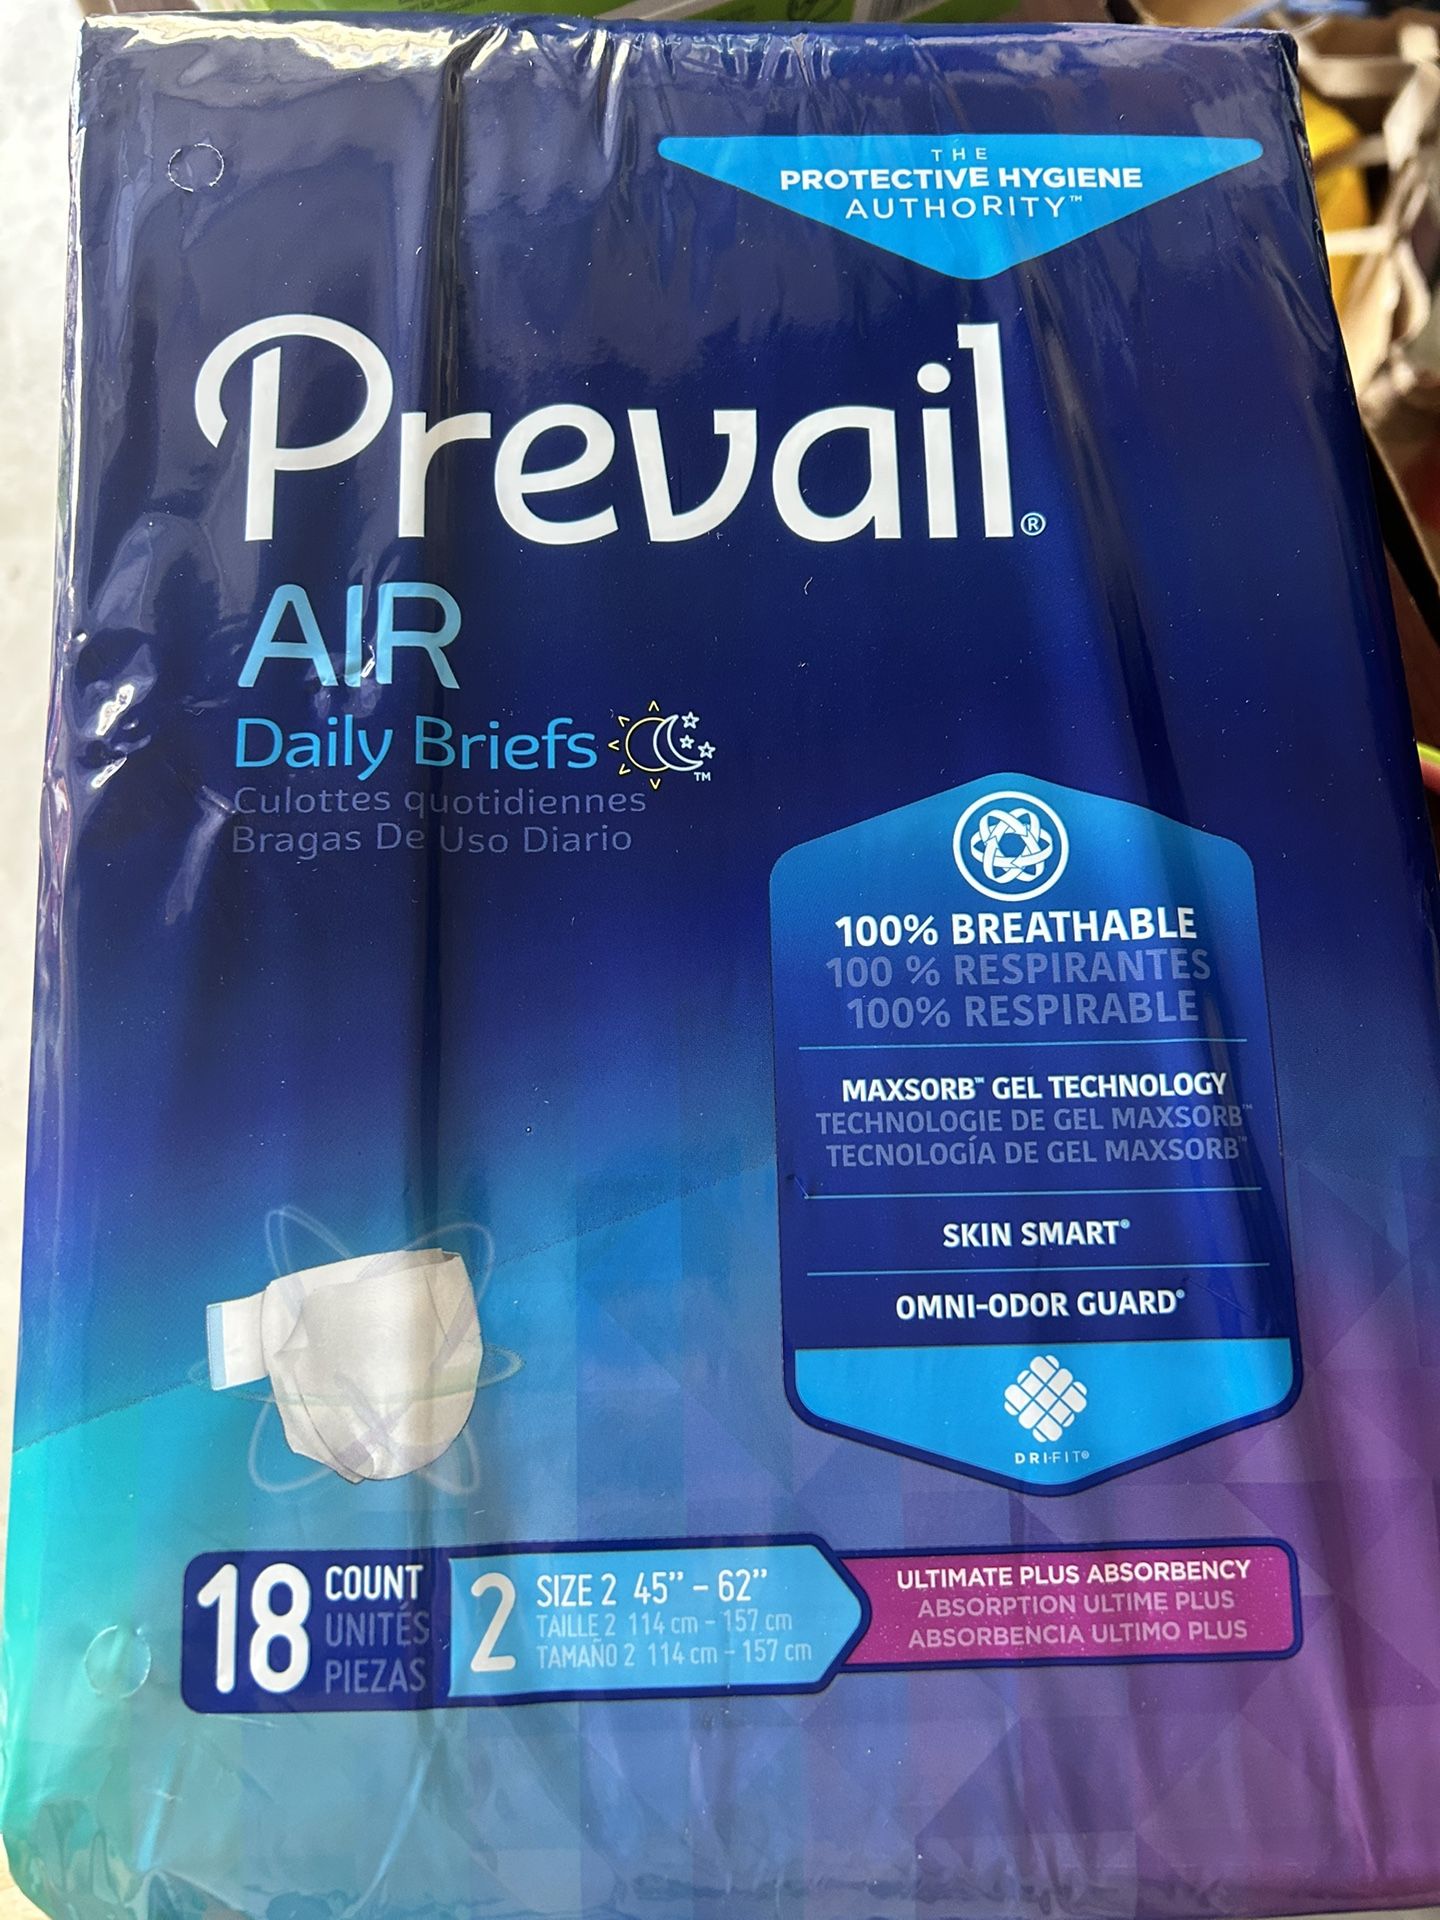 THE
PROTECTIVE HYGIENE
AUTHORITY™
Prevail®
AIR
Daily Briefs ™
Culottes quotidiennes
Bragas De Uso Diario
100% BREATHABLE
100 % RESPIRANTES
100% RESPIRABLE
MAXSORB™ GEL TECHNOLOGY
TECHNOLOGIE DE GEL MAXSORB™
TECNOLOGÍA DE GEL MAXSORB™
SKIN SMART®
OMNI-ODOR GUARD®
DRI-FIT®
18 COUNT
UNITÉS
PIEZAS
2 SIZE 2 45” – 62”
TAILLE 2 114 cm – 157 cm
TAMAÑO 2 114 cm – 157 cm
ULTIMATE PLUS ABSORBENCY
ABSORPTION ULTIME PLUS
ABSORBENCIA ULTIMO PLUS